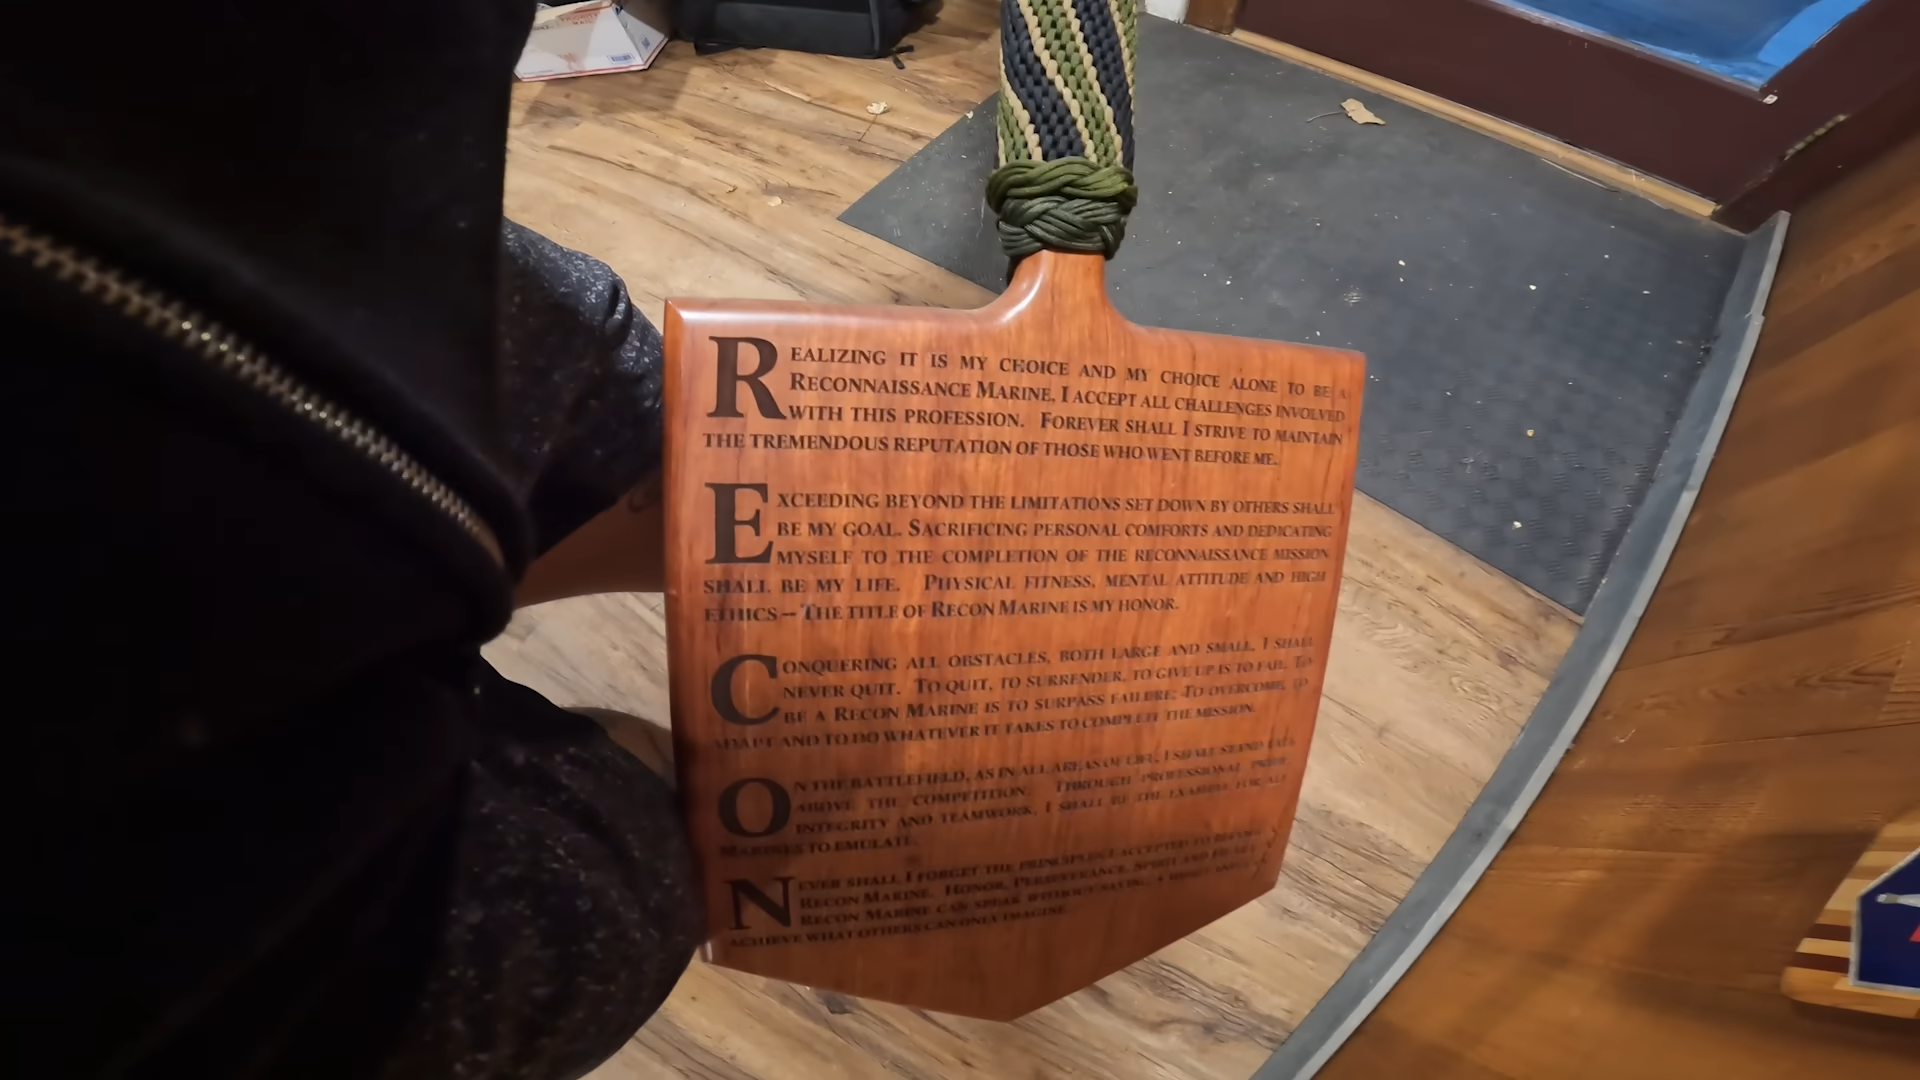 PRIORITY
MAIL
REALIZING IT IS MY CHOICE AND MY CHOICE ALONE TO BE A
RECONNAISSANCE MARINE, I ACCEPT ALL CHALLENGES INVOLVED
WITH THIS PROFESSION. FOREVER SHALL I STRIVE TO MAINTAIN
THE TREMENDOUS REPUTATION OF THOSE WHO WENT BEFORE ME.
EXCEEDING BEYOND THE LIMITATIONS SET DOWN BY OTHERS SHALL
BE MY GOAL. SACRIFICING PERSONAL COMFORTS AND DEDICATING
MYSELF TO THE COMPLETION OF THE RECONNAISSANCE MISSION
SHALL BE MY LIFE. PHYSICAL FITNESS, MENTAL ATTITUDE AND HIGH
ETHICS – THE TITLE OF RECON MARINE IS MY HONOR.
CONQUERING ALL OBSTACLES, BOTH LARGE AND SMALL, I SHALL
NEVER QUIT. TO QUIT, TO SURRENDER, TO GIVE UP IS TO FAIL. TO
BE A RECON MARINE IS TO SURPASS FAILURE; TO OVERCOME, TO
ADAPT AND TO DO WHATEVER IT TAKES TO COMPLETE THE MISSION.
ON THE BATTLEFIELD, AS IN ALL AREAS OF LIFE, I SHALL STAND TALL
ABOVE THE COMPETITION. THROUGH PROFESSIONAL PRIDE,
INTEGRITY AND TEAMWORK, I SHALL BE THE EXAMPLE FOR ALL
MARINES TO EMULATE.
NEVER SHALL I FORGET THE PRINCIPLES I ACCEPTED TO BECOME A
RECON MARINE. HONOR, PERSEVERANCE, SPIRIT AND HEART. A
RECON MARINE CAN SPEAK WITHOUT SAYING A WORD AND
ACHIEVE WHAT OTHERS CAN ONLY IMAGINE.